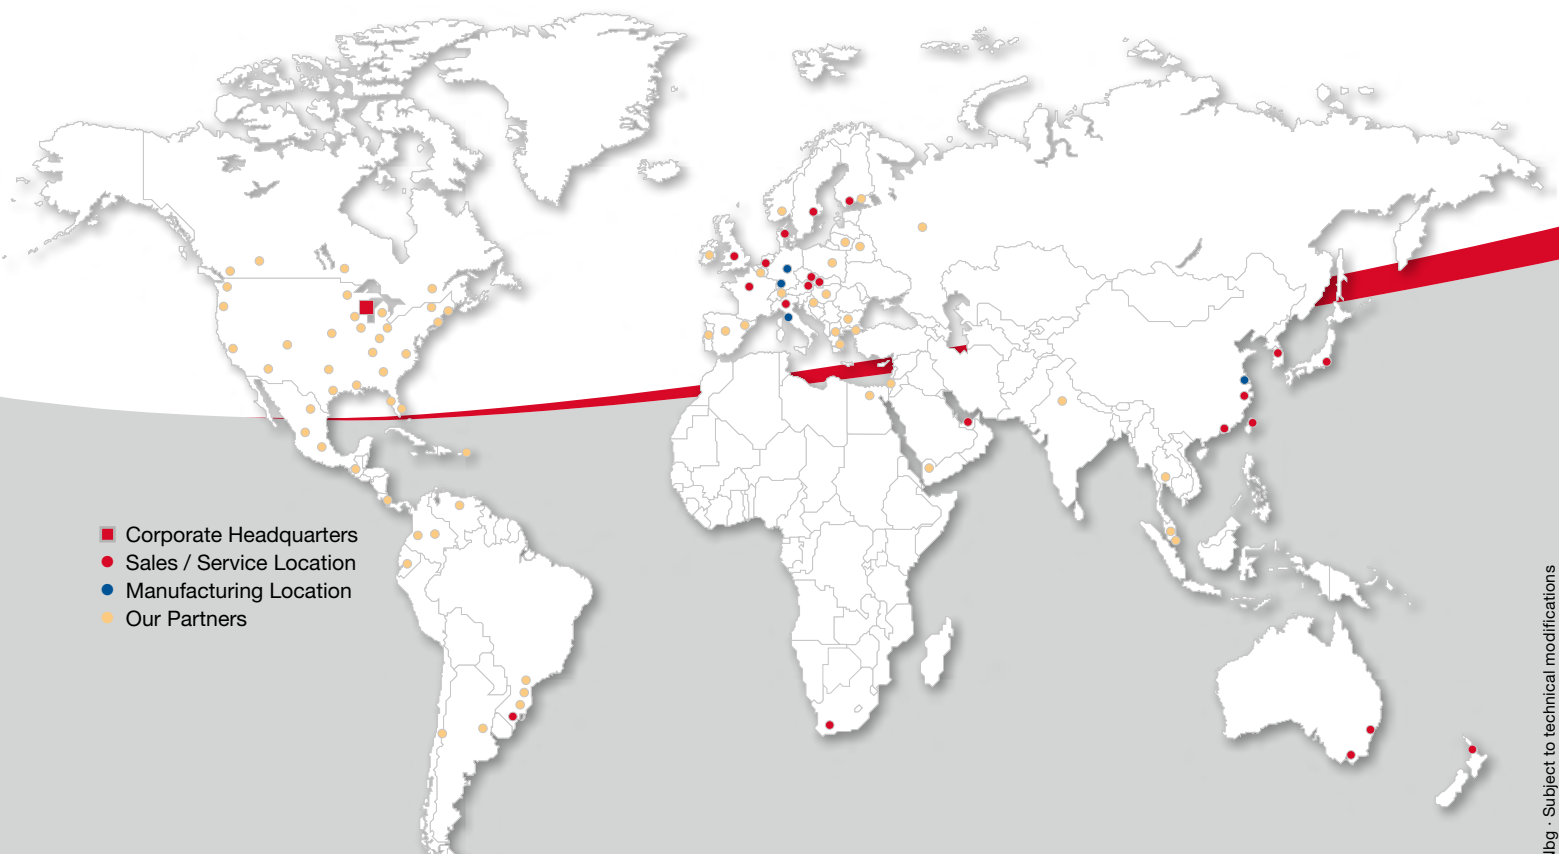 Corporate Headquarters
Sales / Service Location
Manufacturing Location
Our Partners
· Subject to technical modifications